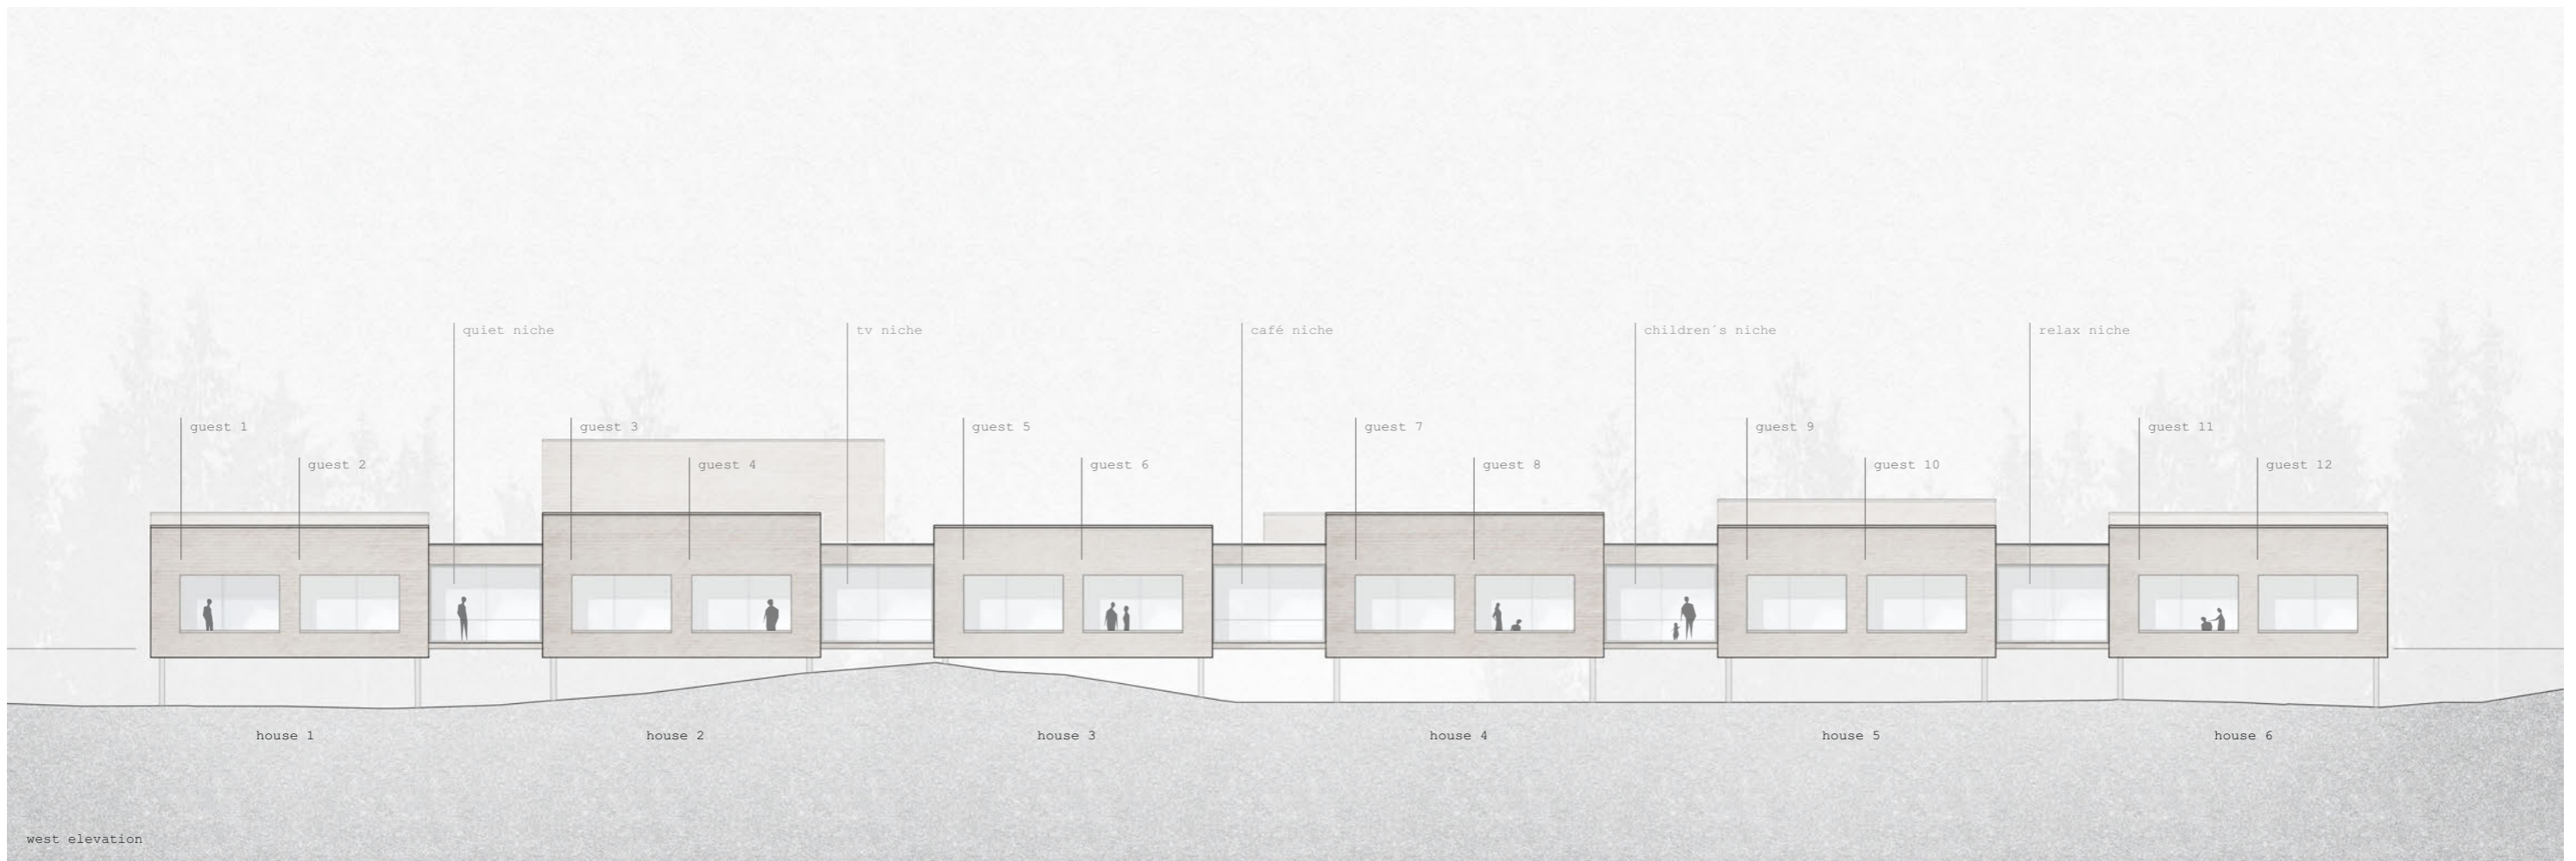 quiet niche
tv niche
café niche
children´s niche
relax niche
guest 1
guest 3
guest 5
guest 7
guest 9
guest 11
guest 2
guest 4
guest 6
guest 8
guest 10
guest 12
house 1
house 2
house 3
house 4
house 5
house 6
west elevation